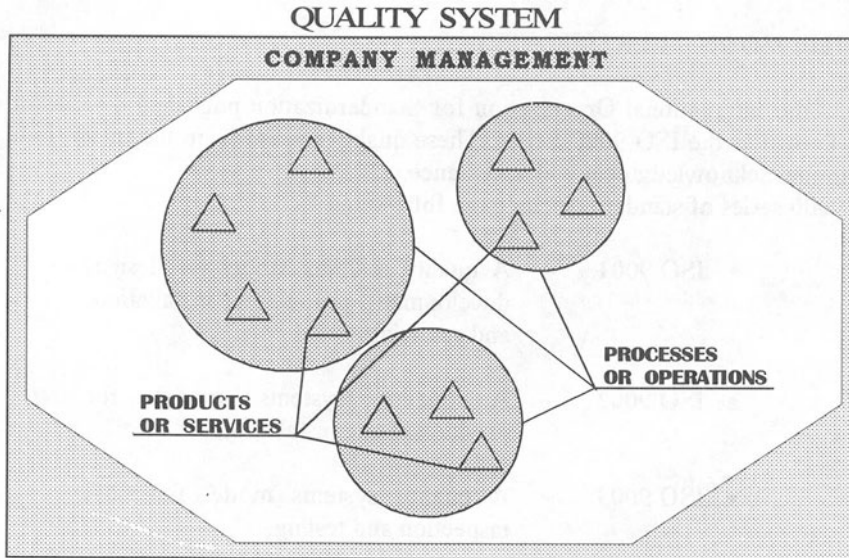 QUALITY SYSTEM
COMPANY MANAGEMENT
PROCESSES
OR OPERATIONS
PRODUCTS
OR SERVICES